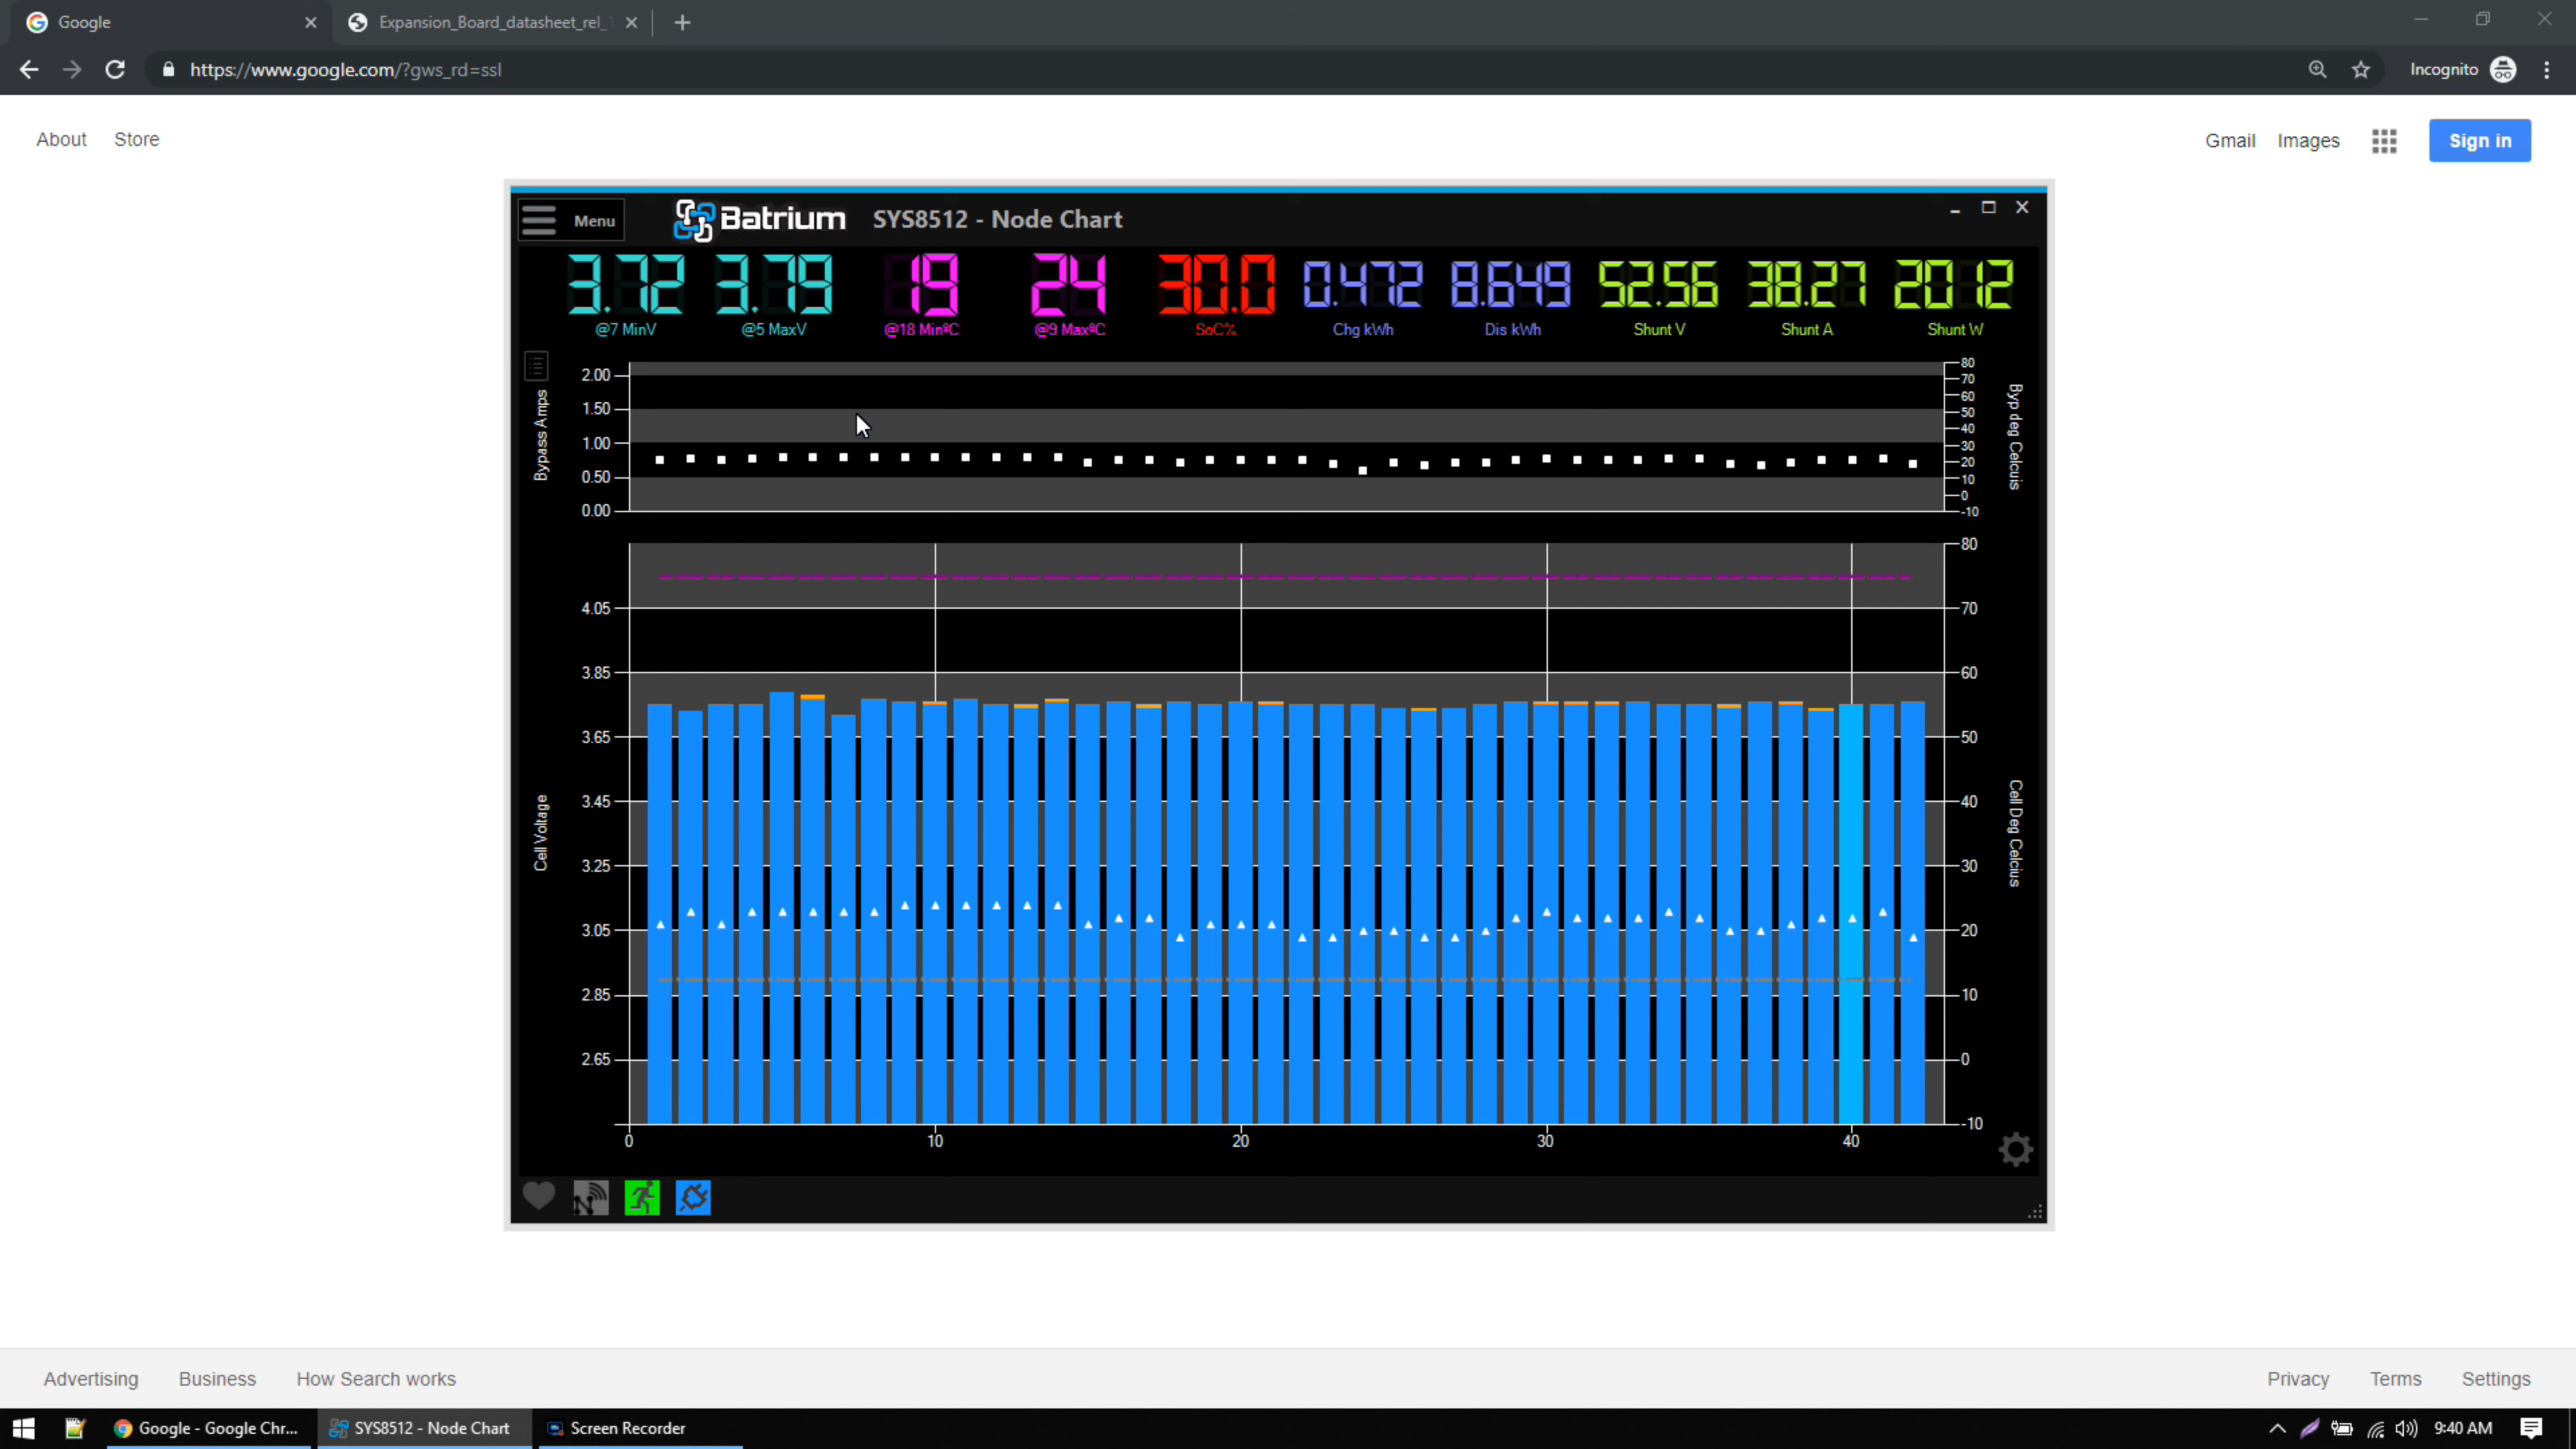 Google
Expansion_Board_datasheet_rel_1
https://www.google.com/?gws_rd=ssl
Incognito
About Store
Gmail Images Sign in
Menu Batrium SYS8512 - Node Chart
3.72 3.79 19 24 30.0 0.472 8.649 52.56 38.27 2012
@7 MinV @5 MaxV @18 MinºC @9 MaxºC SoC% Chg kWh Dis kWh Shunt V Shunt A Shunt W
Bypass Amps
2.00
1.50
1.00
0.50
0.00
80
70
60
50
40
30
20
10
0
-10
Byp deg Celcuis
Cell Voltage
4.05
3.85
3.65
3.45
3.25
3.05
2.85
2.65
80
70
60
50
40
30
20
10
0
-10
Cell Deg Celcius
0 10 20 30 40
Advertising Business How Search works
Privacy Terms Settings
Google - Google Chr... SYS8512 - Node Chart Screen Recorder
9:40 AM